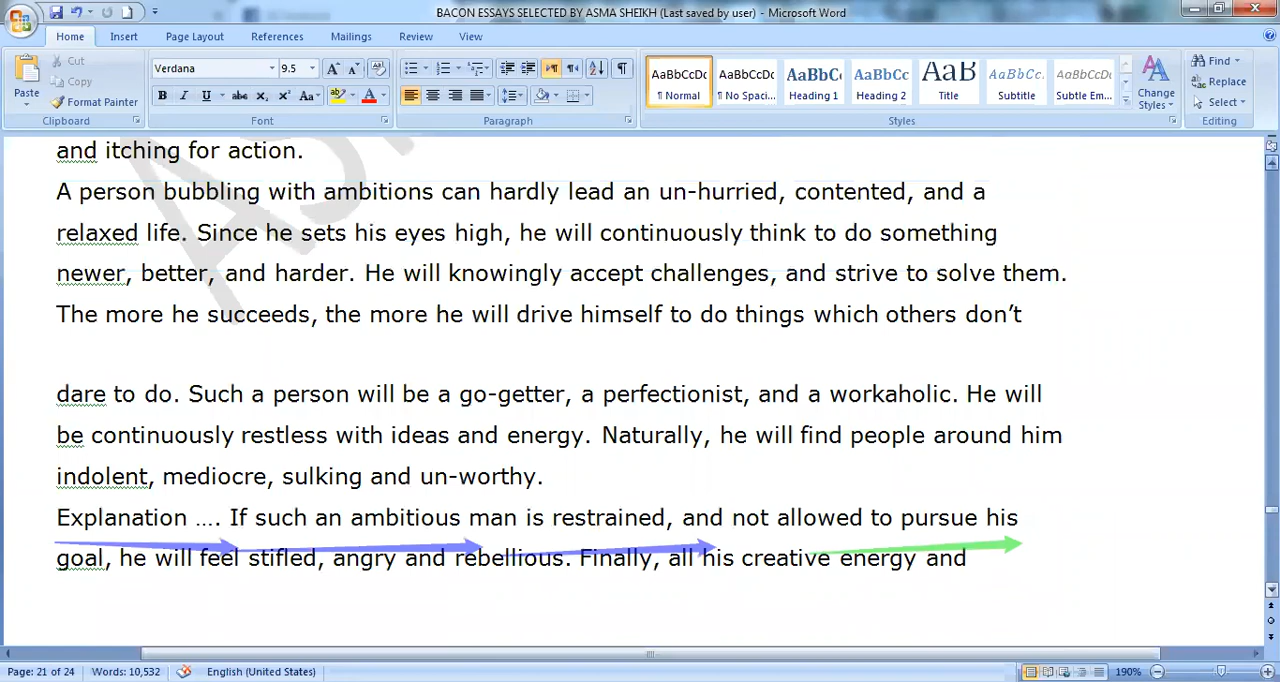 BACON ESSAYS SELECTED BY ASMA SHEIKH (Last saved by user) - Microsoft Word
Home Insert Page Layout References Mailings Review View
Cut
Copy
Paste
Format Painter
Clipboard
Verdana 9.5
Font
Paragraph
AaBbCcDc AaBbCcDc AaBbC AaBbCc AaB AaBbCc AaBbCcDc
¶ Normal ¶ No Spaci... Heading 1 Heading 2 Title Subtitle Subtle Em...
Change
Styles
Styles
Find
Replace
Select
Editing
and itching for action.
A person bubbling with ambitions can hardly lead an un-hurried, contented, and a
relaxed life. Since he sets his eyes high, he will continuously think to do something
newer, better, and harder. He will knowingly accept challenges, and strive to solve them.
The more he succeeds, the more he will drive himself to do things which others don’t
dare to do. Such a person will be a go-getter, a perfectionist, and a workaholic. He will
be continuously restless with ideas and energy. Naturally, he will find people around him
indolent, mediocre, sulking and un-worthy.
Explanation …. If such an ambitious man is restrained, and not allowed to pursue his
goal, he will feel stifled, angry and rebellious. Finally, all his creative energy and
Page: 21 of 24 Words: 10,532 English (United States) 190%